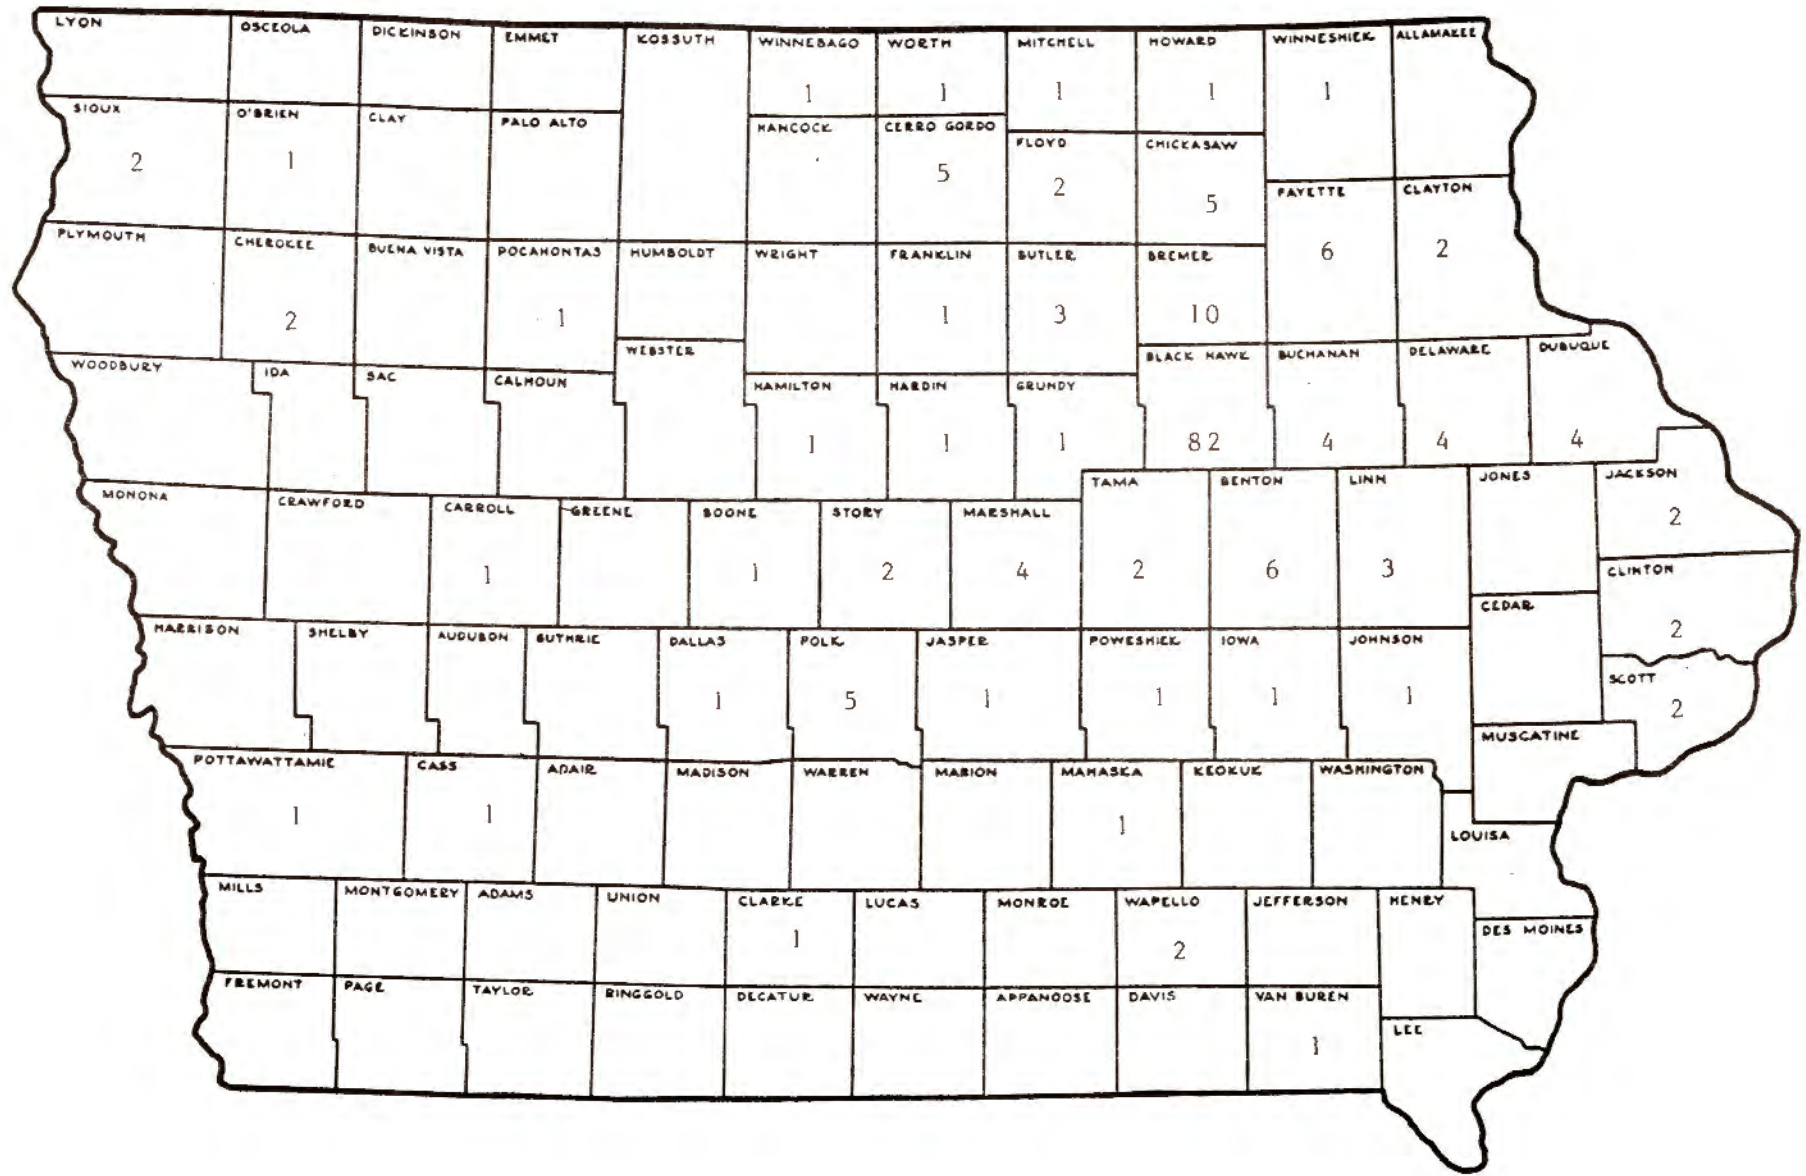 LYON OSCEOLA DICKINSON EMMET KOSSUTH WINNEBAGO WORTH MITCHELL HOWARD WINNESHIEK ALLAMAKEE
1 1 1 1 1
SIOUX O'BRIEN CLAY PALO ALTO HANCOCK CERRO GORDO FLOYD CHICKASAW
2 1 5 2 5
FAYETTE CLAYTON
6 2
PLYMOUTH CHEROKEE BUENA VISTA POCAHONTAS HUMBOLDT WRIGHT FRANKLIN BUTLER BREMER
2 1 1 3 10
WOODBURY IDA SAC CALHOUN WEBSTER HAMILTON HARDIN GRUNDY BLACK HAWK BUCHANAN DELAWARE DUBUQUE
1 1 1 82 4 4 4
MONONA CRAWFORD CARROLL GREENE BOONE STORY MARSHALL TAMA BENTON LINN JONES JACKSON
1 1 2 4 2 6 3 2
CEDAR CLINTON
2
HARRISON SHELBY AUDUBON GUTHRIE DALLAS POLK JASPER POWESHIEK IOWA JOHNSON SCOTT
1 5 1 1 1 1 2
POTTAWATTAMIE CASS ADAIR MADISON WARREN MARION MAHASKA KEOKUK WASHINGTON MUSCATINE
1 1 1
LOUISA
MILLS MONTGOMERY ADAMS UNION CLARKE LUCAS MONROE WAPELLO JEFFERSON HENRY DES MOINES
1 2
FREMONT PAGE TAYLOR RINGGOLD DECATUR WAYNE APPANOOSE DAVIS VAN BUREN LEE
1